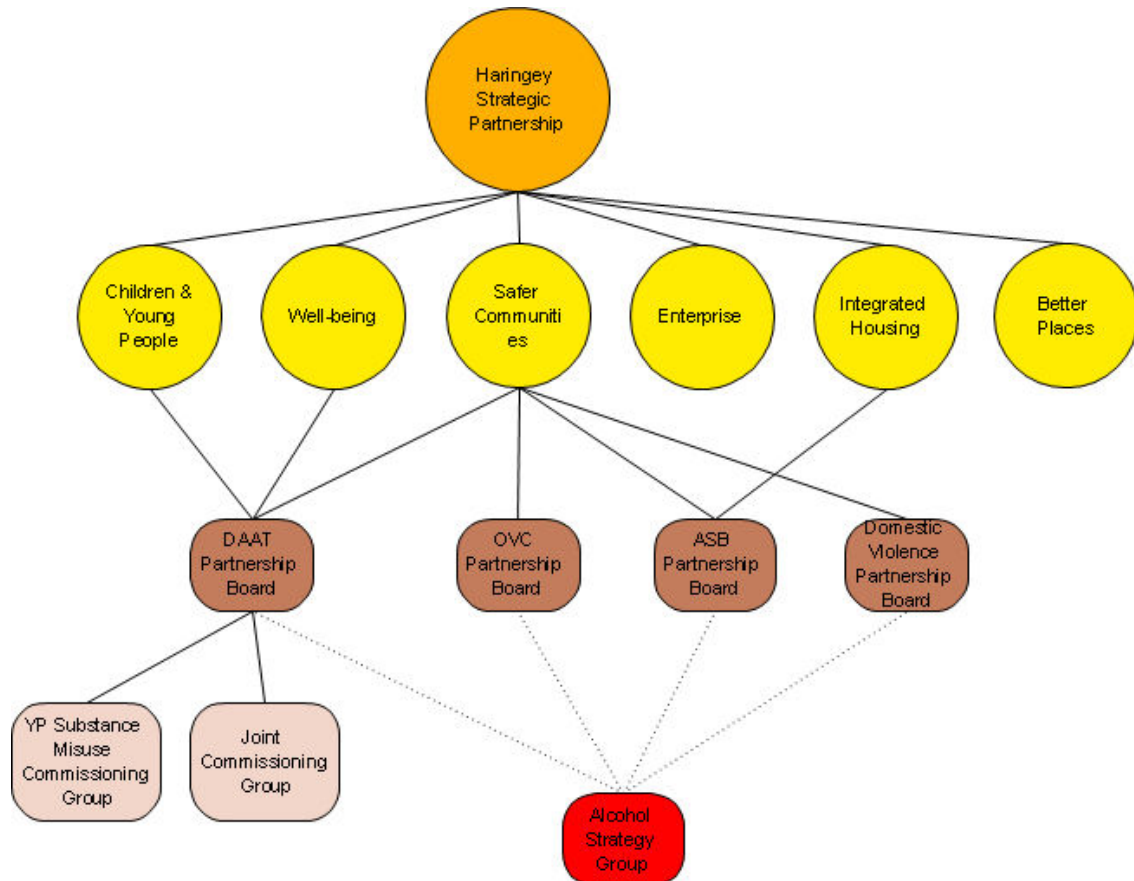 Haringey
Strategic
Partnership
Children &
Young
People
Well-being
Safer
Communiti
es
Enterprise
Integrated
Housing
Better
Places
DAAT
Partnership
Board
OVC
Partnership
Board
ASB
Partnership
Board
Domestic
Violence
Partnership
Board
YP Substance
Misuse
Commissioning
Group
Joint
Commissioning
Group
Alcohol
Strategy
Group